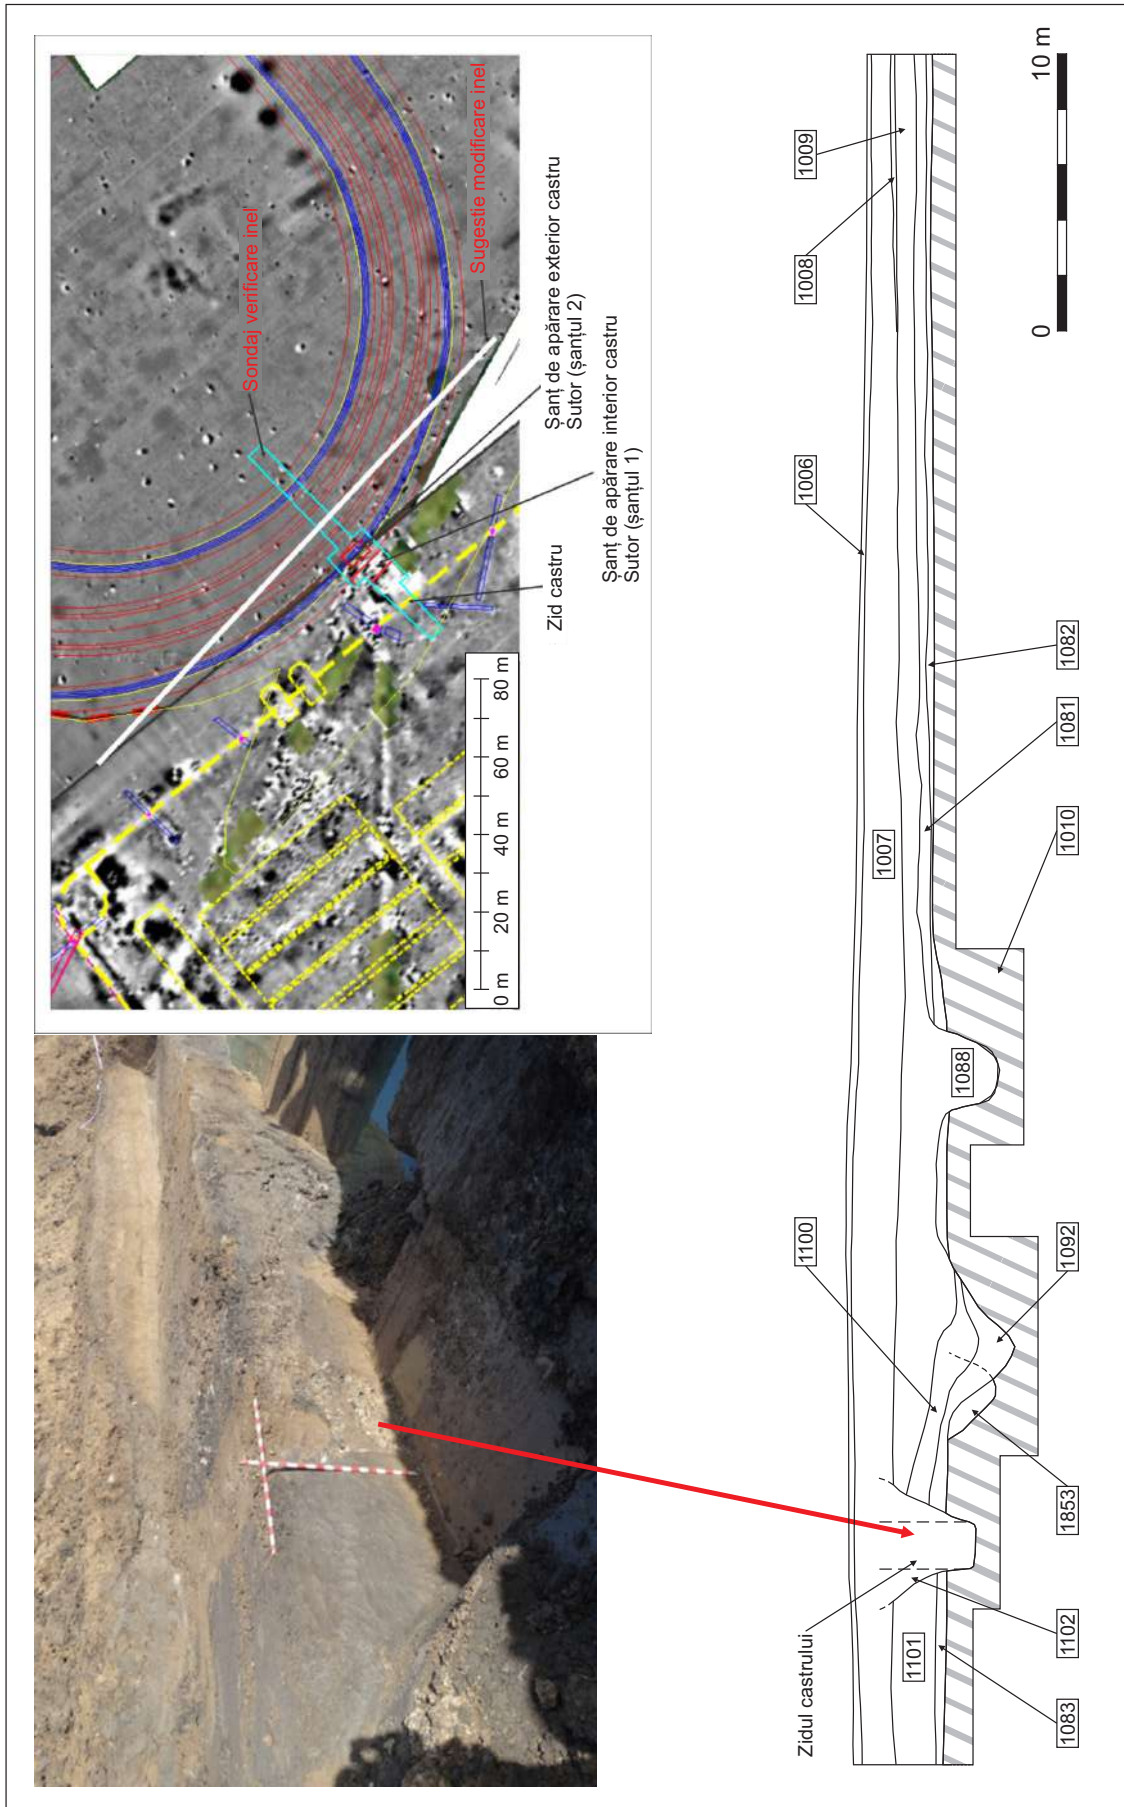 Sondaj verificare inel
Sugestie modificare inel
Șanț de apărare exterior castru
Sutor (șanțul 2)
Șanț de apărare interior castru
Sutor (șanțul 1)
Zid castru
0 m
20 m
40 m
60 m
80 m
Zidul castrului
1101
1102
1083
1853
1092
1100
1088
1010
1007
1081
1082
1006
1008
1009
0
10 m